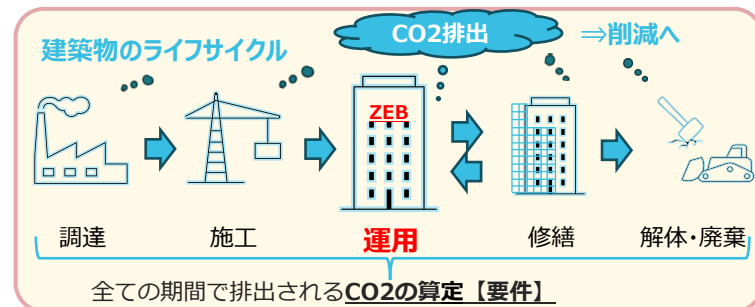 CO2排出
⇒削減へ
建築物のライフサイクル
ZEB
調達
施工
運用
修繕
解体・廃棄
全ての期間で排出されるCO2の算定【要件】